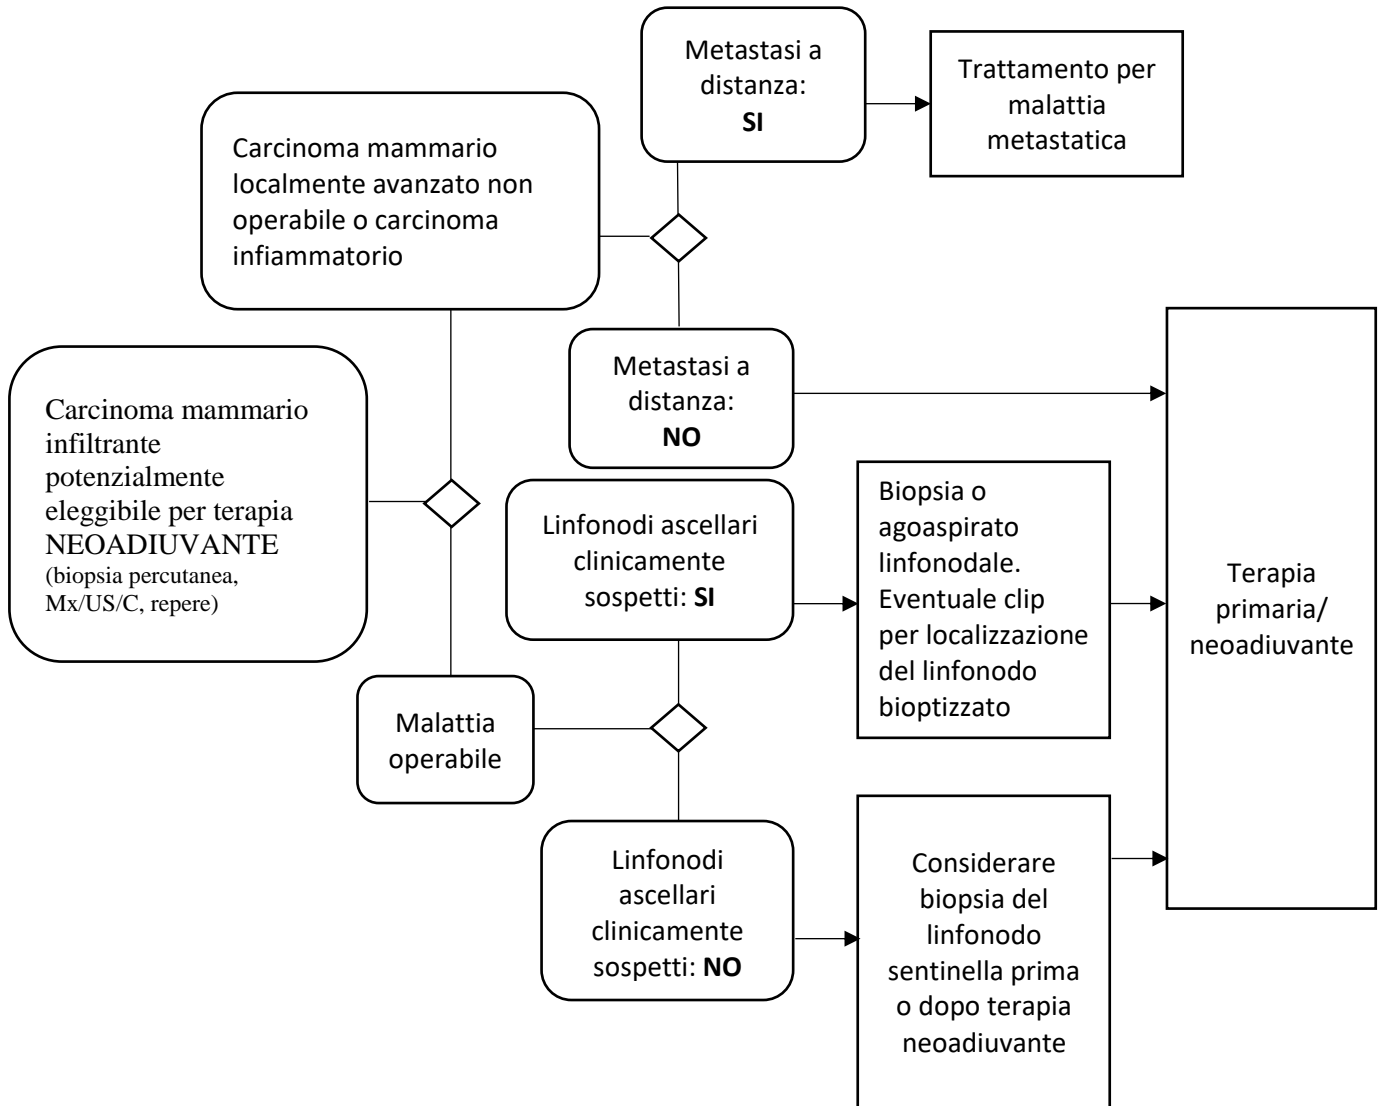 Metastasi a
distanza:
SI
Trattamento per
malattia
metastatica
Carcinoma mammario
localmente avanzato non
operabile o carcinoma
infiammatorio
Metastasi a
distanza:
NO
Carcinoma mammario
infiltrante
potenzialmente
eleggibile per terapia
NEOADIUVANTE
(biopsia percutanea,
Mx/US/C, repere)
Linfonodi ascellari
clinicamente
sospetti: SI
Biopsia o
agoaspirato
linfonodale.
Eventuale clip
per localizzazione
del linfonodo
bioptizzato
Terapia
primaria/
neoadiuvante
Malattia
operabile
Linfonodi
ascellari
clinicamente
sospetti: NO
Considerare
biopsia del
linfonodo
sentinella prima
o dopo terapia
neoadiuvante